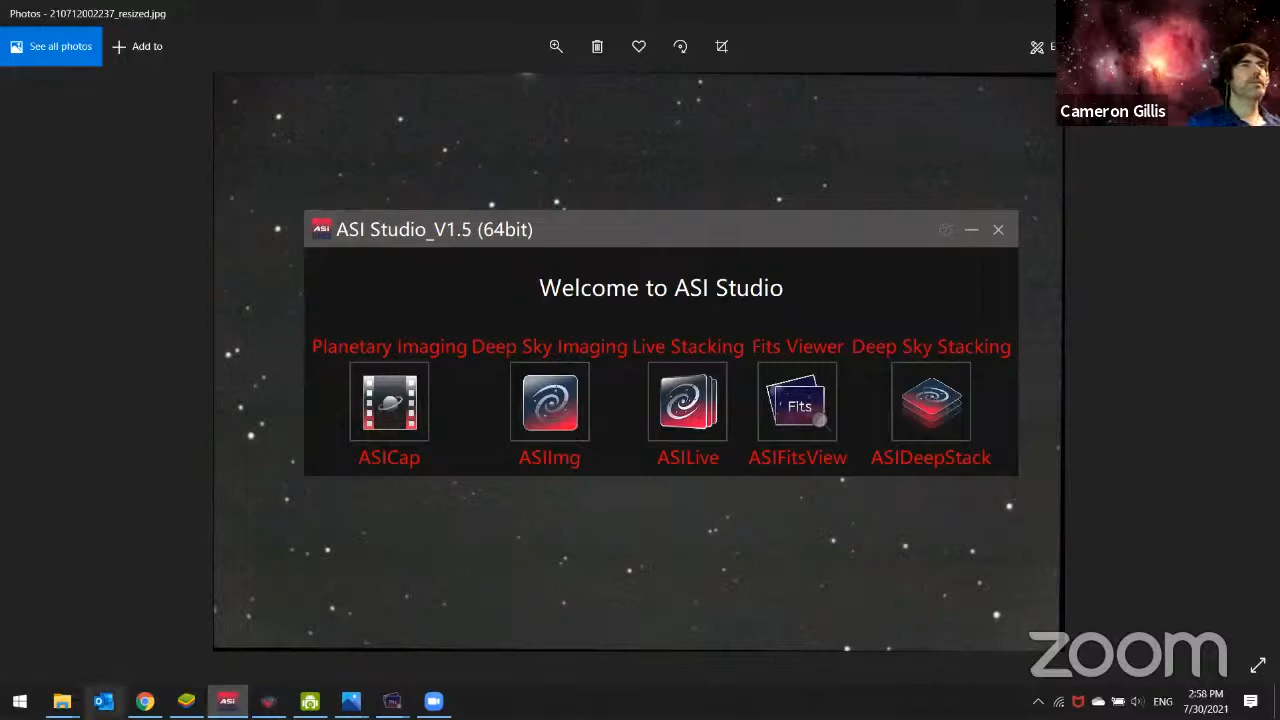 Photos - 210712002237_resized.jpg
See all photos
Add to
Cameron Gillis
ASI
ASI Studio_V1.5 (64bit)
Welcome to ASI Studio
Planetary Imaging Deep Sky Imaging Live Stacking Fits Viewer Deep Sky Stacking
Fits
ASICap ASIImg ASILive ASIFitsView ASIDeepStack
zoom
ASI
ENG
2:58 PM
7/30/2021